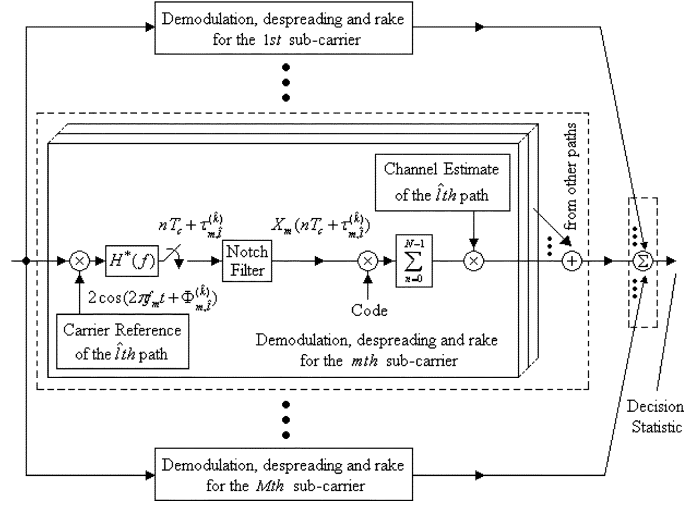 Demodulation, despreading and rake
for the 1st sub-carrier
Channel Estimate
of the l̂th path
from other paths
nT_c + τ_{m,l̂}^{(k̂)}
X_m(nT_c + τ_{m,l̂}^{(k̂)})
×
H*(f)
Notch
Filter
×
N−1
∑
n=0
×
+
Σ
2cos(2πf_m t + Φ_{m,l̂}^{(k̂)})
Code
Carrier Reference
of the l̂th path
Demodulation, despreading and rake
for the mth sub-carrier
Decision
Statistic
Demodulation, despreading and rake
for the Mth sub-carrier